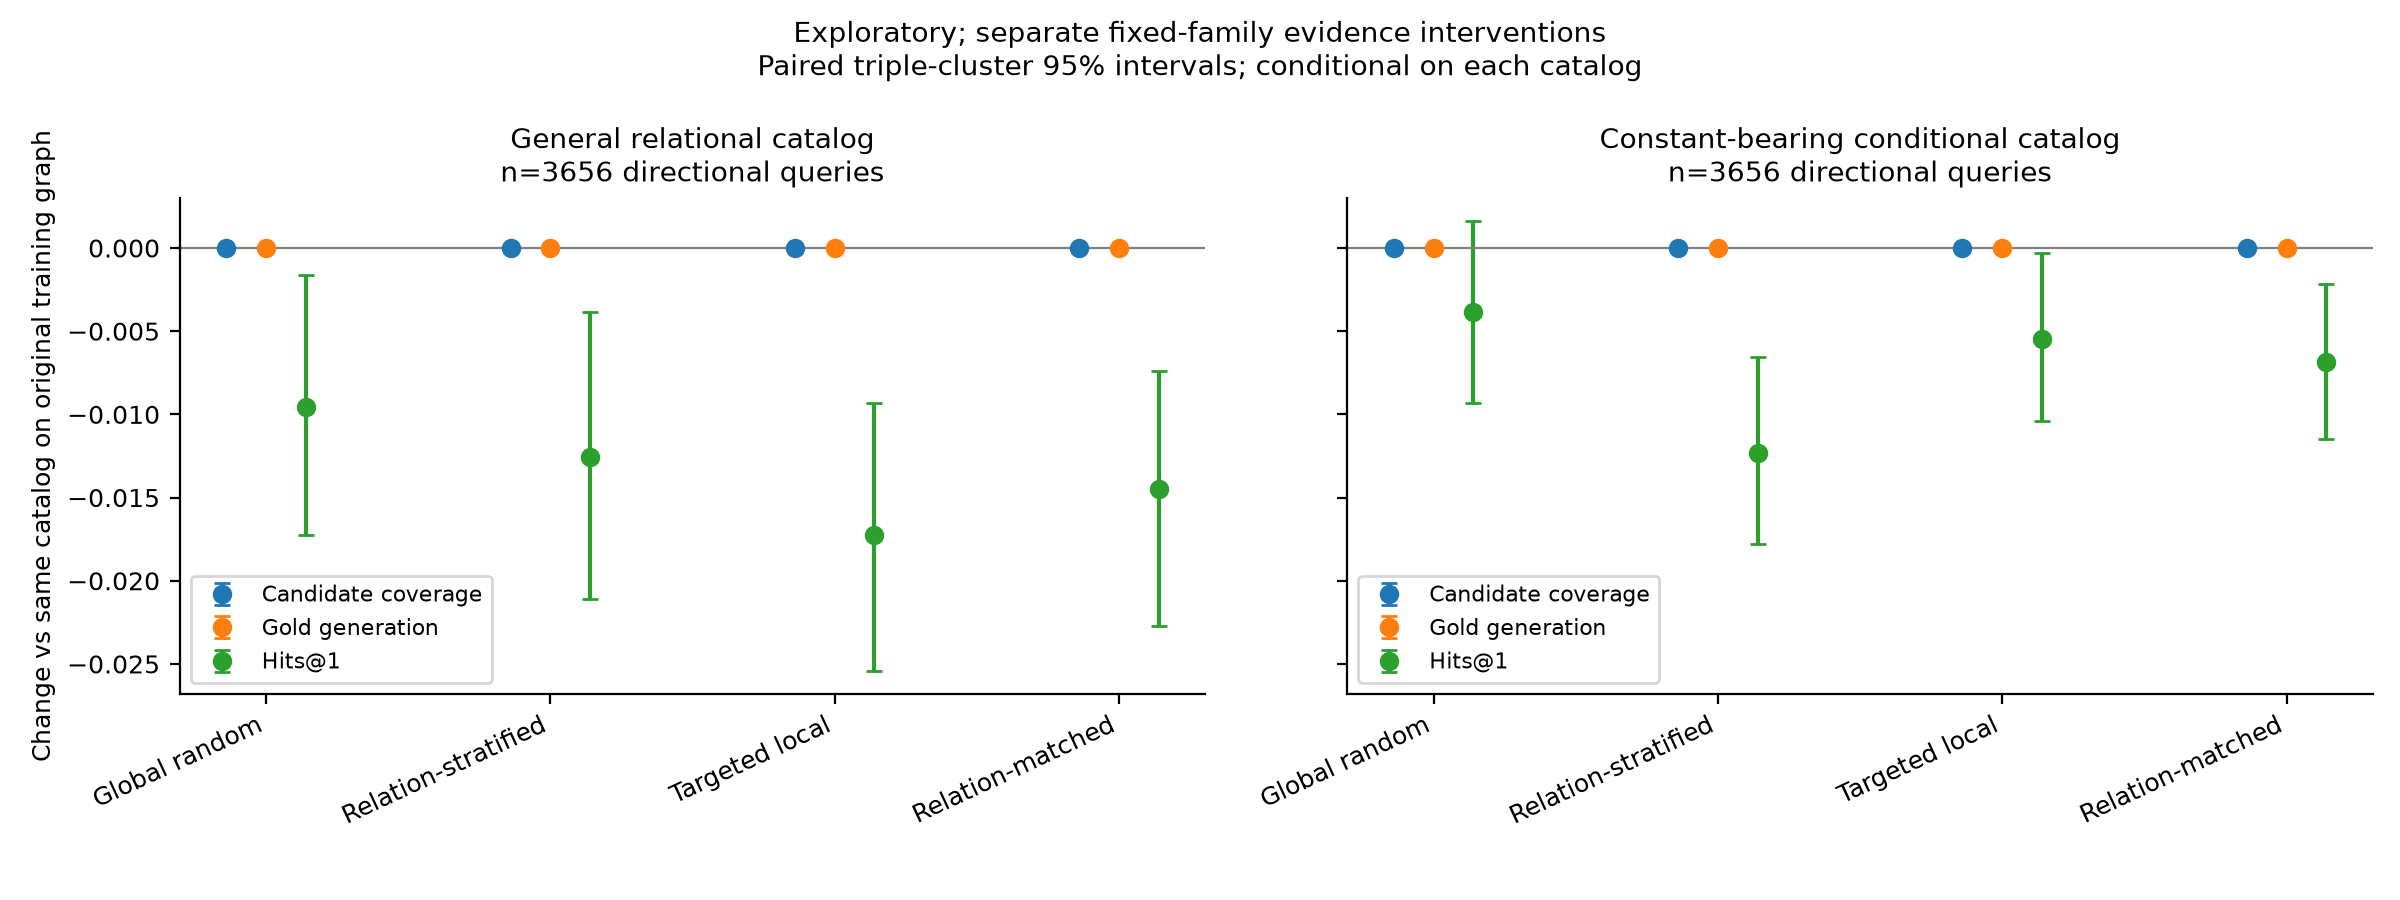 Exploratory; separate fixed-family evidence interventions
Paired triple-cluster 95% intervals; conditional on each catalog
General relational catalog
n=3656 directional queries
Change vs same catalog on original training graph
0.000
−0.005
−0.010
−0.015
−0.020
−0.025
Candidate coverage
Gold generation
Hits@1
Global random
Relation-stratified
Targeted local
Relation-matched
Constant-bearing conditional catalog
n=3656 directional queries
Candidate coverage
Gold generation
Hits@1
Global random
Relation-stratified
Targeted local
Relation-matched